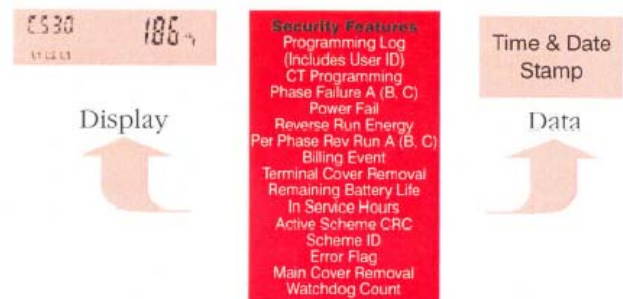 186
Display
Security Features
Programming Log
(Includes User ID)
CT Programming
Phase Failure A (B, C)
Power Fail
Reverse Run Energy
Per Phase Rev Run A (B, C)
Billing Event
Terminal Cover Removal
Remaining Battery Life
In Service Hours
Active Scheme CRC
Scheme ID
Error Flag
Main Cover Removal
Watchdog Count
Time & Date
Stamp
Data